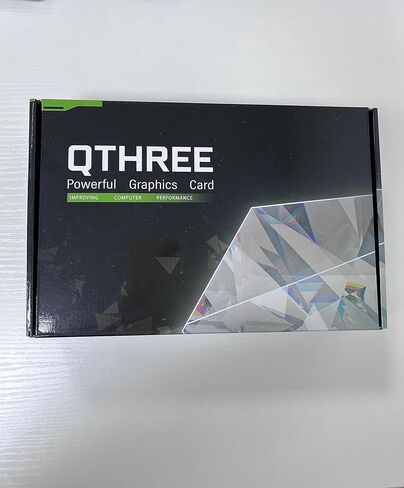 QTHREE
Powerful Graphics Card
IMPROVING COMPUTER PERFORMANCE